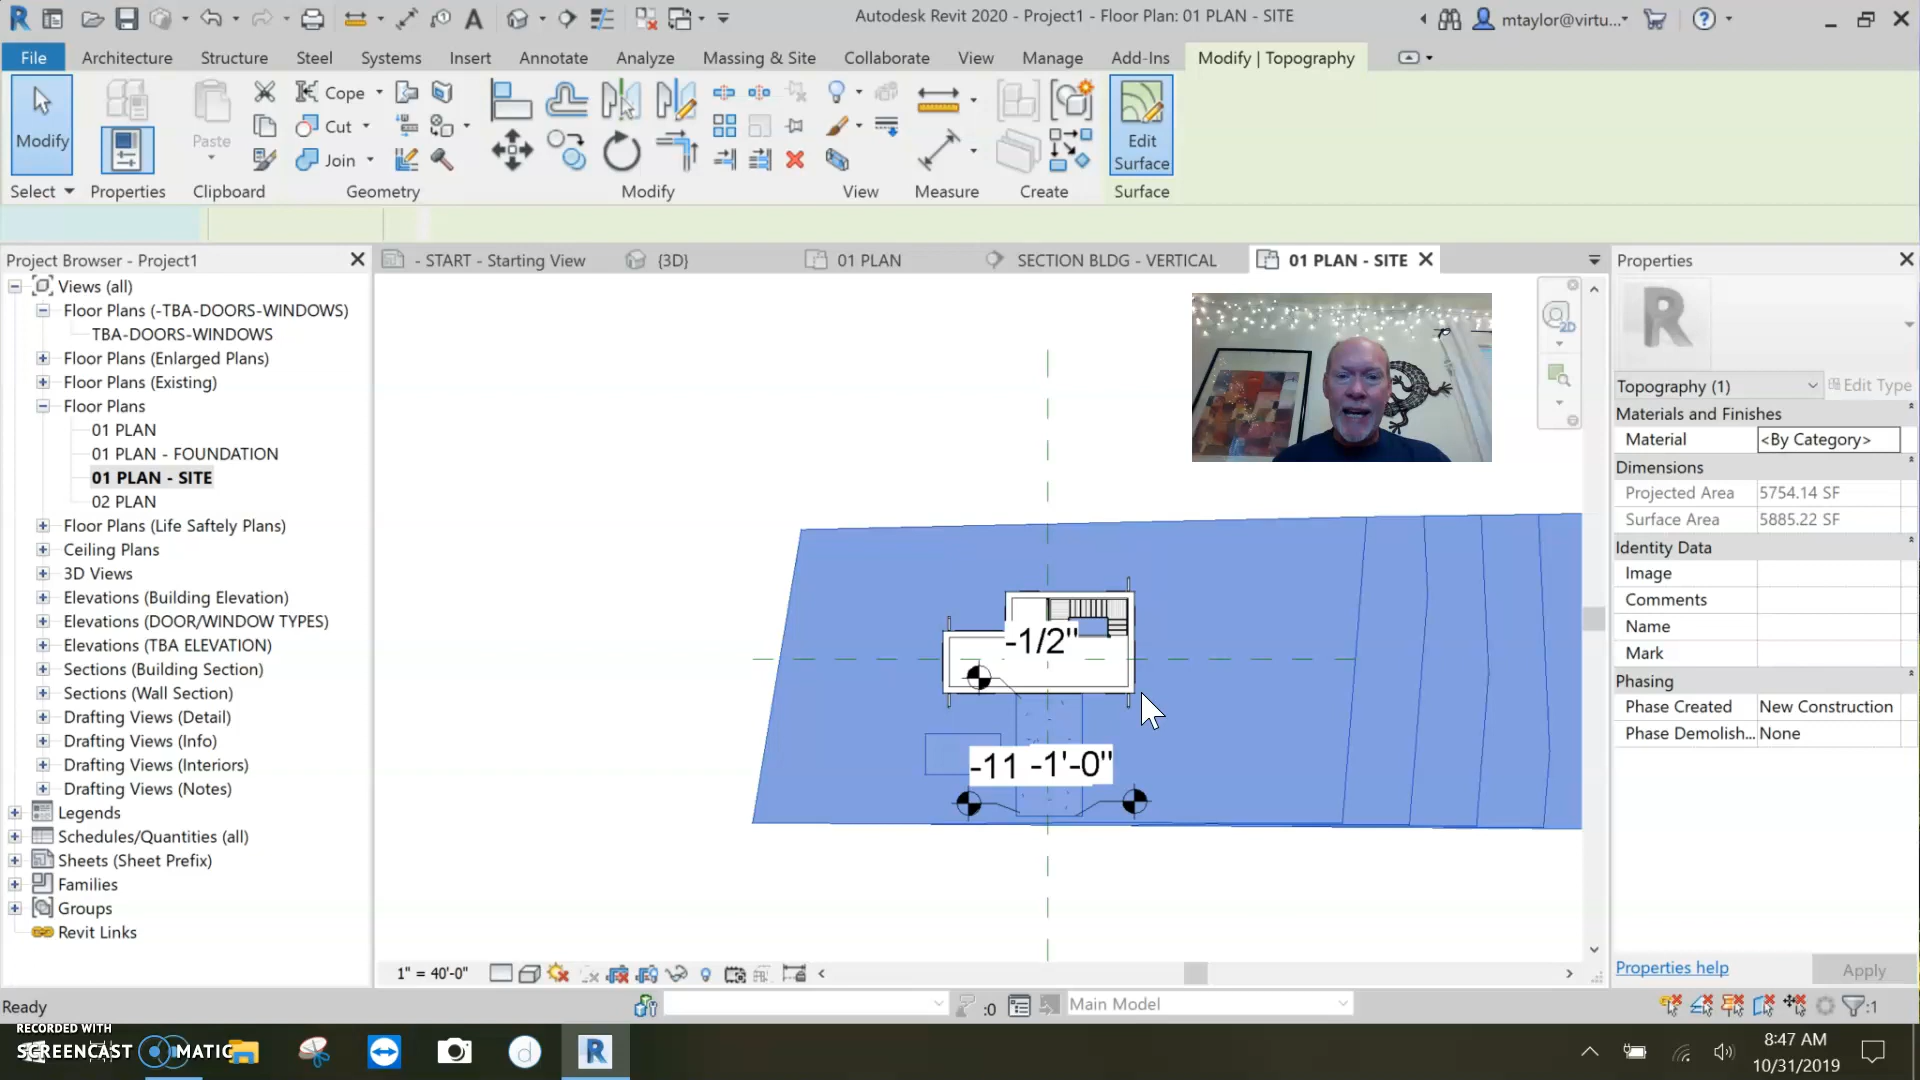 Autodesk Revit 2020 - Project1 - Floor Plan: 01 PLAN - SITE
mtaylor@virtu...
File
Architecture
Structure
Steel
Systems
Insert
Annotate
Analyze
Massing & Site
Collaborate
View
Manage
Add-Ins
Modify | Topography
Modify
Paste
Cope
Cut
Join
Edit
Surface
Select
Properties
Clipboard
Geometry
Modify
View
Measure
Create
Surface
Project Browser - Project1
Views (all)
Floor Plans (-TBA-DOORS-WINDOWS)
TBA-DOORS-WINDOWS
Floor Plans (Enlarged Plans)
Floor Plans (Existing)
Floor Plans
01 PLAN
01 PLAN - FOUNDATION
01 PLAN - SITE
02 PLAN
Floor Plans (Life Saftely Plans)
Ceiling Plans
3D Views
Elevations (Building Elevation)
Elevations (DOOR/WINDOW TYPES)
Elevations (TBA ELEVATION)
Sections (Building Section)
Sections (Wall Section)
Drafting Views (Detail)
Drafting Views (Info)
Drafting Views (Interiors)
Drafting Views (Notes)
Legends
Schedules/Quantities (all)
Sheets (Sheet Prefix)
Families
Groups
Revit Links
- START - Starting View
{3D}
01 PLAN
SECTION BLDG - VERTICAL
01 PLAN - SITE
2D
-1/2"
-11
-1'-0"
1" = 40'-0"
Properties
R
Topography (1)
Edit Type
Materials and Finishes
Material <By Category>
Dimensions
Projected Area 5754.14 SF
Surface Area 5885.22 SF
Identity Data
Image
Comments
Name
Mark
Phasing
Phase Created New Construction
Phase Demolish... None
Properties help
Apply
Ready
:0
Main Model
:1
RECORDED WITH
SCREENCAST MATIC
8:47 AM
10/31/2019